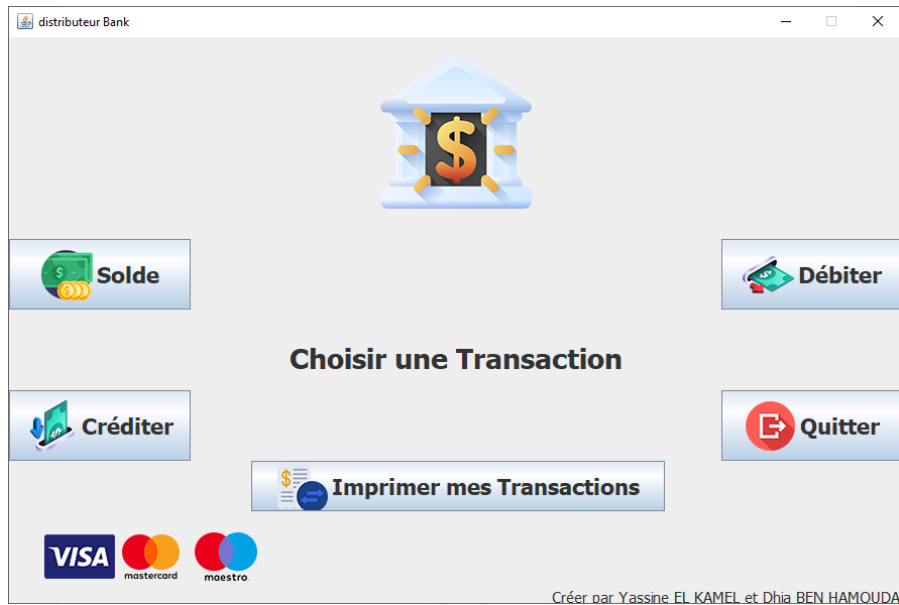 distributeur Bank
Solde
Débiter
Choisir une Transaction
Créditer
Quitter
Imprimer mes Transactions
VISA
mastercard
maestro
Créer par Yassine EL KAMEL et Dhia BEN HAMOUDA